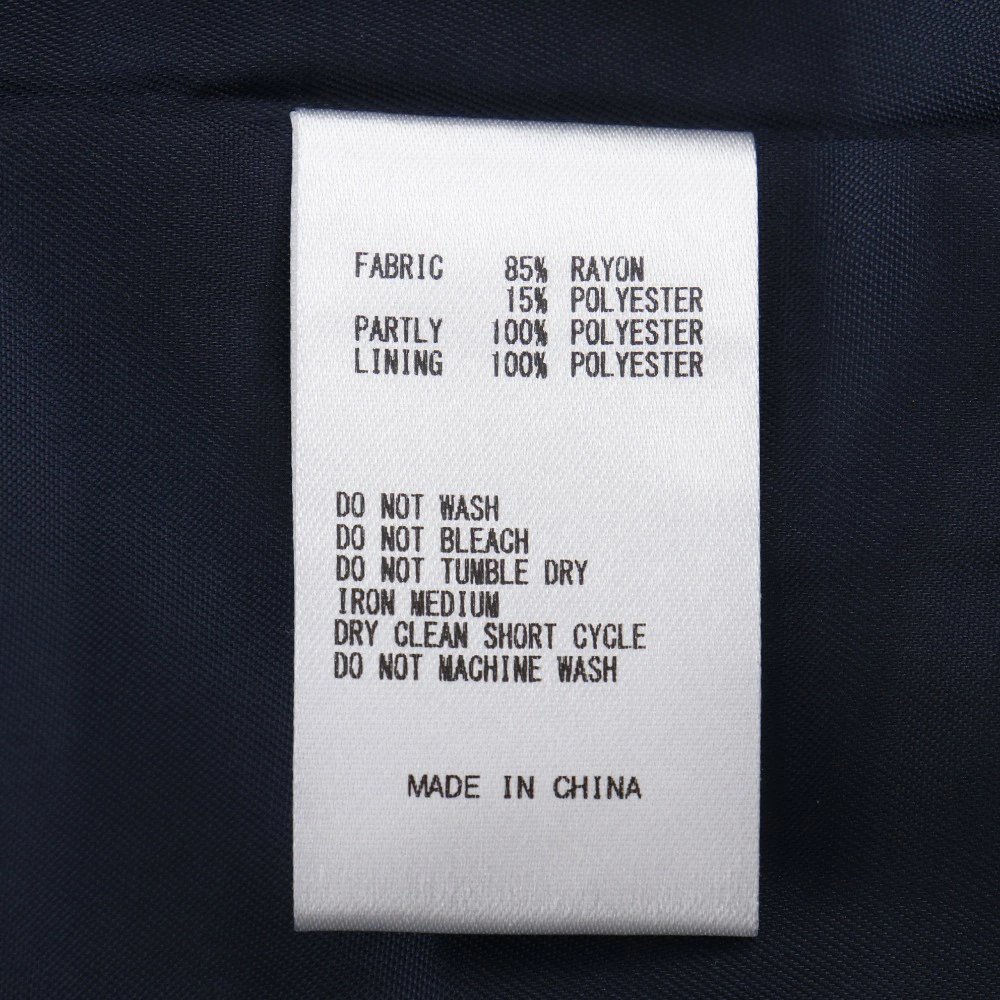 FABRIC 85% RAYON
15% POLYESTER
PARTLY 100% POLYESTER
LINING 100% POLYESTER
DO NOT WASH
DO NOT BLEACH
DO NOT TUMBLE DRY
IRON MEDIUM
DRY CLEAN SHORT CYCLE
DO NOT MACHINE WASH
MADE IN CHINA